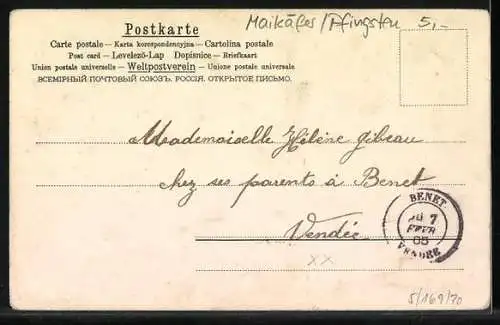 Postkarte
Maikäfer/Pfingsten 5,-
Carte postale — Karta korespondencyjna — Cartolina postale
Post card — Levelező-Lap Dopisnice — Briefkaart
Union postale universelle — Weltpostverein — Unione postale universale
ВСЕМІРНЫЙ ПОЧТОВЫЙ СОЮЗЪ. РОССІЯ. ОТКРЫТОЕ ПИСЬМО.
Mademoiselle Hélène Gibeau
chez ses parents à Benet
Vendée
BENET
7
FEVR
05
VENDEE
xx
5/169/70